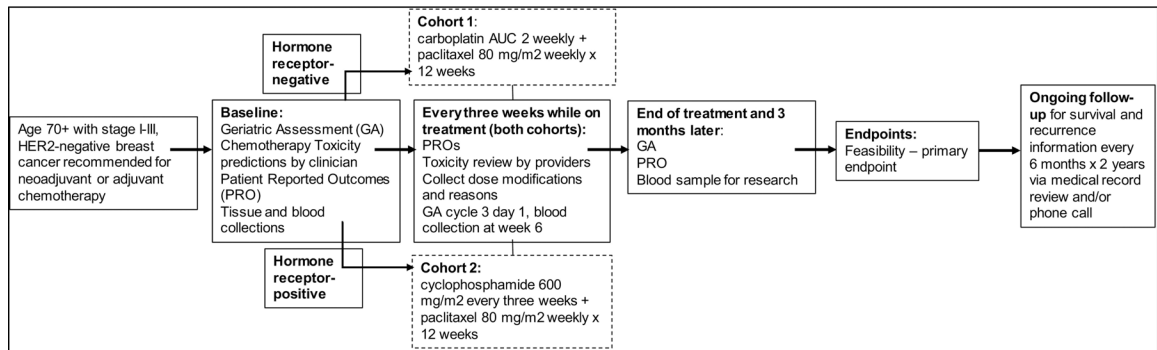 Age 70+ with stage I-III,
HER2-negative breast
cancer recommended for
neoadjuvant or adjuvant
chemotherapy
Hormone
receptor-
negative
Baseline:
Geriatric Assessment (GA)
Chemotherapy Toxicity
predictions by clinician
Patient Reported Outcomes
(PRO)
Tissue and blood
collections
Hormone
receptor-
positive
Cohort 1:
carboplatin AUC 2 weekly +
paclitaxel 80 mg/m2 weekly x
12 weeks
Every three weeks while on
treatment (both cohorts):
PROs
Toxicity review by providers
Collect dose modifications
and reasons
GA cycle 3 day 1, blood
collection at week 6
Cohort 2:
cyclophosphamide 600
mg/m2 every three weeks +
paclitaxel 80 mg/m2 weekly x
12 weeks
End of treatment and 3
months later:
GA
PRO
Blood sample for research
Endpoints:
Feasibility – primary
endpoint
Ongoing follow-
up for survival and
recurrence
information every
6 months x 2 years
via medical record
review and/or
phone call